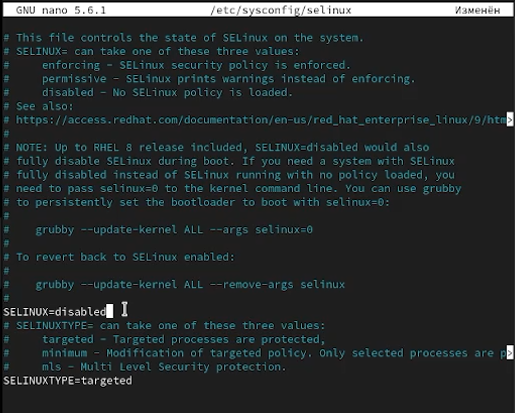 GNU nano 5.6.1 /etc/sysconfig/selinux Изменён
# This file controls the state of SELinux on the system.
# SELINUX= can take one of these three values:
#     enforcing - SELinux security policy is enforced.
#     permissive - SELinux prints warnings instead of enforcing.
#     disabled - No SELinux policy is loaded.
# See also:
# https://access.redhat.com/documentation/en-us/red_hat_enterprise_linux/9/htm>
#
# NOTE: Up to RHEL 8 release included, SELINUX=disabled would also
# fully disable SELinux during boot. If you need a system with SELinux
# fully disabled instead of SELinux running with no policy loaded, you
# need to pass selinux=0 to the kernel command line. You can use grubby
# to persistently set the bootloader to boot with selinux=0:
#
#    grubby --update-kernel ALL --args selinux=0
#
# To revert back to SELinux enabled:
#
#    grubby --update-kernel ALL --remove-args selinux
#
SELINUX=disabled
# SELINUXTYPE= can take one of these three values:
#     targeted - Targeted processes are protected,
#     minimum - Modification of targeted policy. Only selected processes are p>
#     mls - Multi Level Security protection.
SELINUXTYPE=targeted